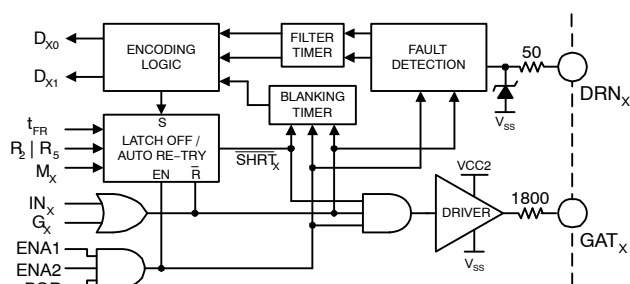 D_X0
ENCODING
LOGIC
FILTER
TIMER
FAULT
DETECTION
50
DRN_X
D_X1
BLANKING
TIMER
V_SS
S
t_FR
R_2 | R_5
M_X
LATCH OFF /
AUTO RE-TRY
EN R̅
S̅H̅R̅T̅_X
IN_X
G_X
VCC2
DRIVER
1800
GAT_X
V_SS
ENA1
ENA2